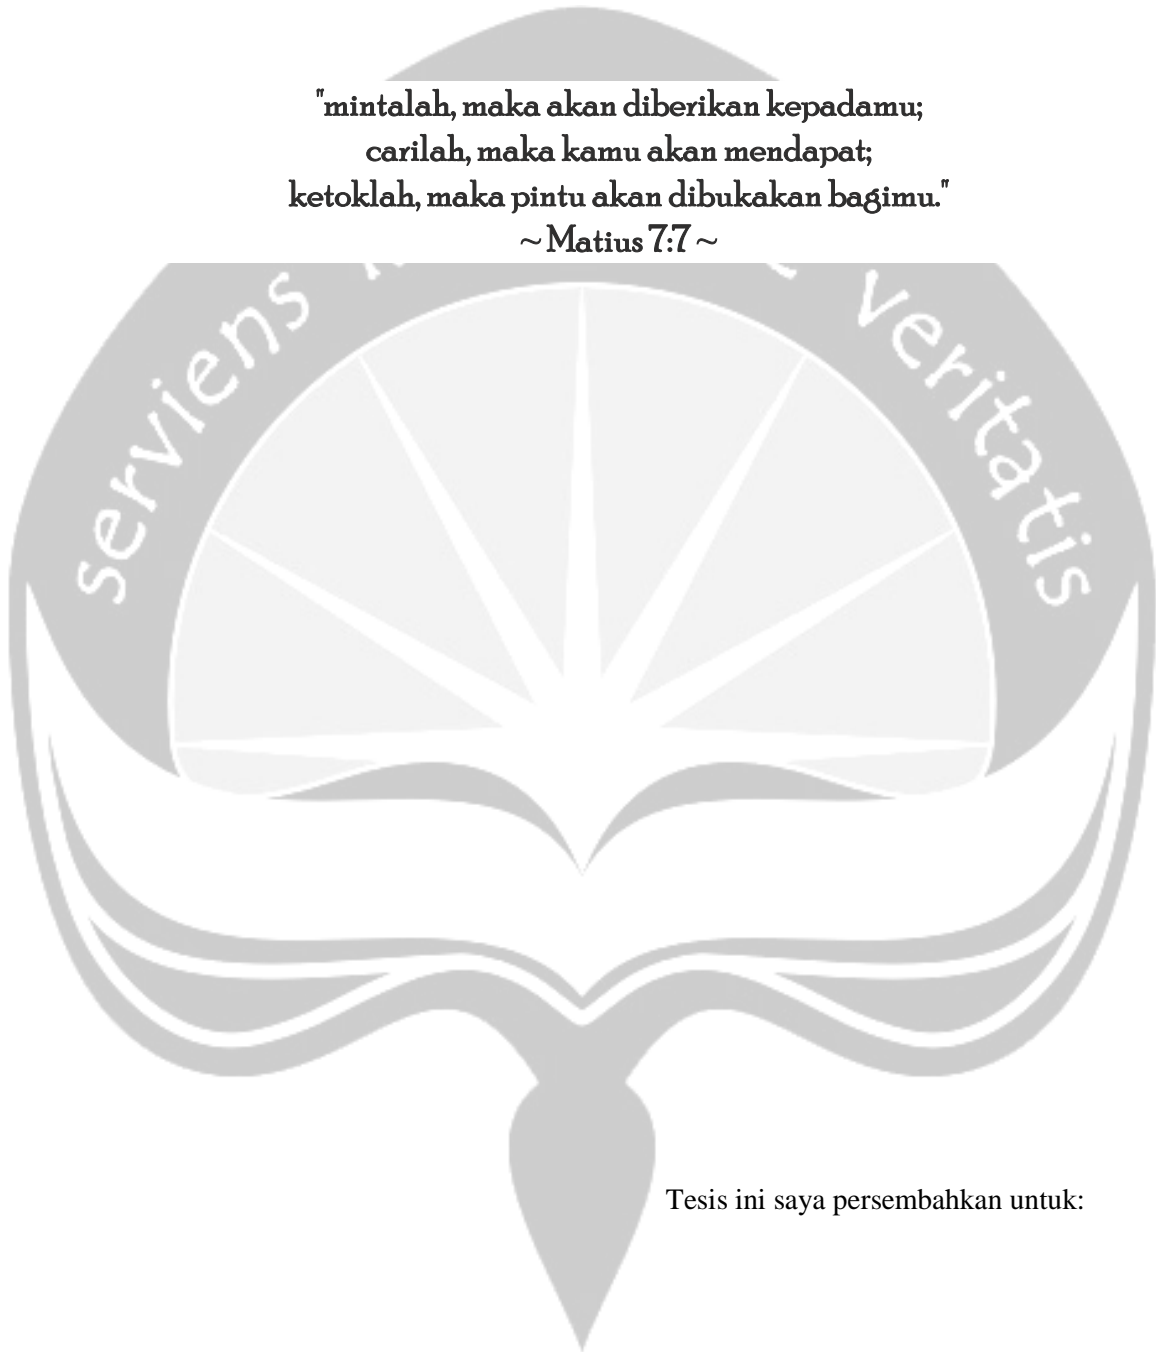 "mintalah, maka akan diberikan kepadamu;
carilah, maka kamu akan mendapat;
ketoklah, maka pintu akan dibukakan bagimu."
~ Matius 7:7 ~
serviens
veritatis
Tesis ini saya persembahkan untuk: